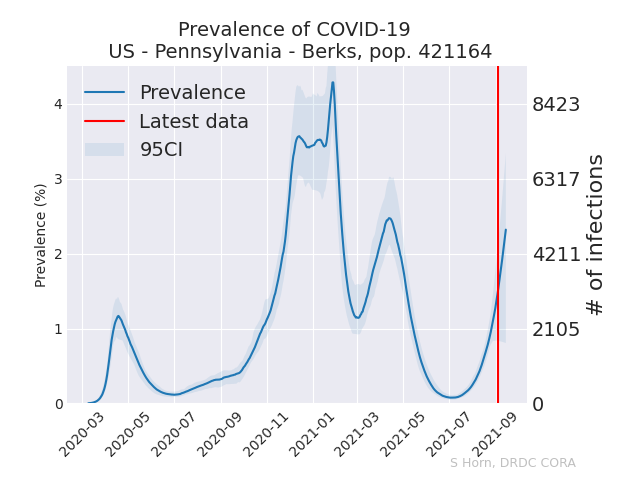 Prevalence of COVID-19
US - Pennsylvania - Berks, pop. 421164
Prevalence
Latest data
95CI
Prevalence (%)
4
3
2
1
0
8423
6317
4211
2105
0
# of infections
2020-03
2020-05
2020-07
2020-09
2020-11
2021-01
2021-03
2021-05
2021-07
2021-09
S Horn, DRDC CORA